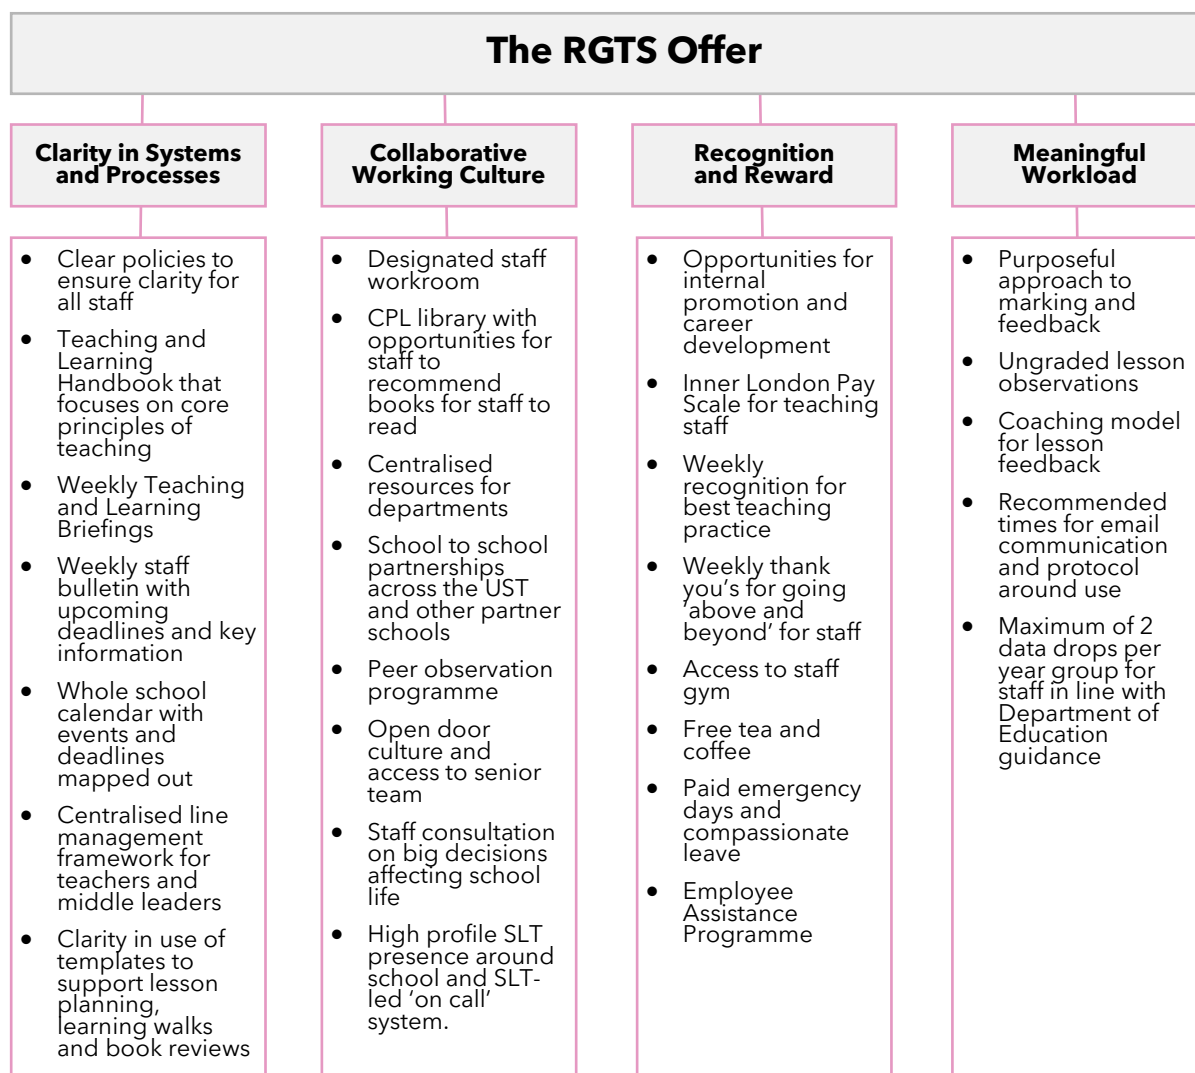 The RGTS Offer
Clarity in Systems
and Processes
• Clear policies to
ensure clarity for
all staff
• Teaching and
Learning
Handbook that
focuses on core
principles of
teaching
• Weekly Teaching
and Learning
Briefings
• Weekly staff
bulletin with
upcoming
deadlines and key
information
• Whole school
calendar with
events and
deadlines
mapped out
• Centralised line
management
framework for
teachers and
middle leaders
• Clarity in use of
templates to
support lesson
planning,
learning walks
and book reviews
Collaborative
Working Culture
• Designated staff
workroom
• CPL library with
opportunities for
staff to
recommend
books for staff to
read
• Centralised
resources for
departments
• School to school
partnerships
across the UST
and other partner
schools
• Peer observation
programme
• Open door
culture and
access to senior
team
• Staff consultation
on big decisions
affecting school
life
• High profile SLT
presence around
school and SLT-
led ‘on call’
system.
Recognition
and Reward
• Opportunities for
internal
promotion and
career
development
• Inner London Pay
Scale for teaching
staff
• Weekly
recognition for
best teaching
practice
• Weekly thank
you’s for going
‘above and
beyond’ for staff
• Access to staff
gym
• Free tea and
coffee
• Paid emergency
days and
compassionate
leave
• Employee
Assistance
Programme
Meaningful
Workload
• Purposeful
approach to
marking and
feedback
• Ungraded lesson
observations
• Coaching model
for lesson
feedback
• Recommended
times for email
communication
and protocol
around use
• Maximum of 2
data drops per
year group for
staff in line with
Department of
Education
guidance